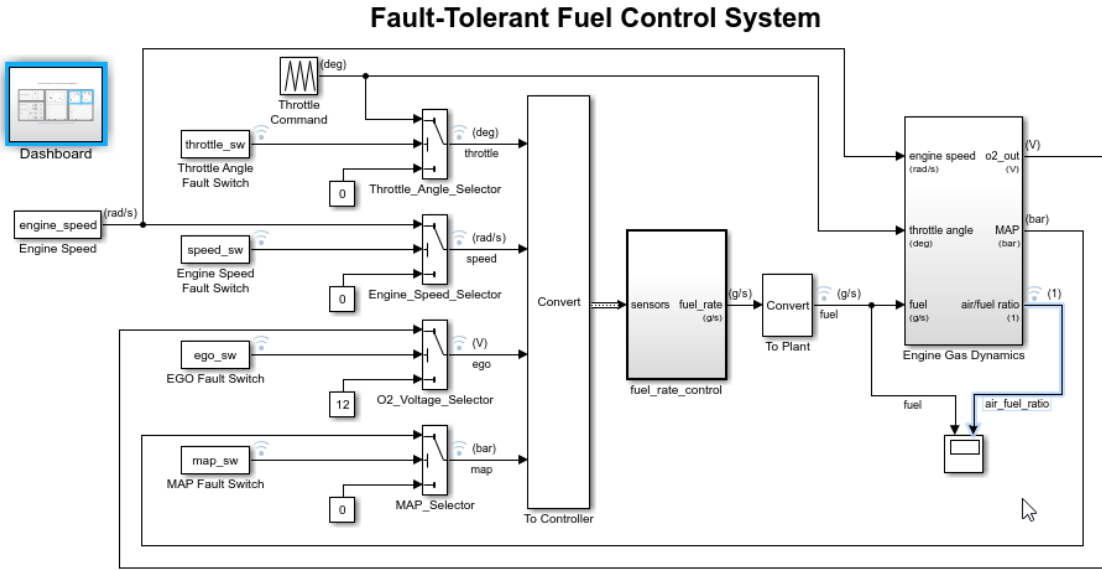 Fault-Tolerant Fuel Control System
Dashboard
(deg)
Throttle
Command
throttle_sw
Throttle Angle
Fault Switch
0
Throttle_Angle_Selector
(deg)
throttle
engine_speed
(rad/s)
Engine Speed
speed_sw
Engine Speed
Fault Switch
0
Engine_Speed_Selector
(rad/s)
speed
ego_sw
EGO Fault Switch
12
O2_Voltage_Selector
(V)
ego
map_sw
MAP Fault Switch
0
MAP_Selector
(bar)
map
Convert
To Controller
sensors
fuel_rate
(g/s)
fuel_rate_control
(g/s)
Convert
To Plant
(g/s)
fuel
engine speed
(rad/s)
o2_out
(V)
(V)
throttle angle
(deg)
MAP
(bar)
(bar)
fuel
(g/s)
air/fuel ratio
(1)
(1)
Engine Gas Dynamics
fuel
air_fuel_ratio